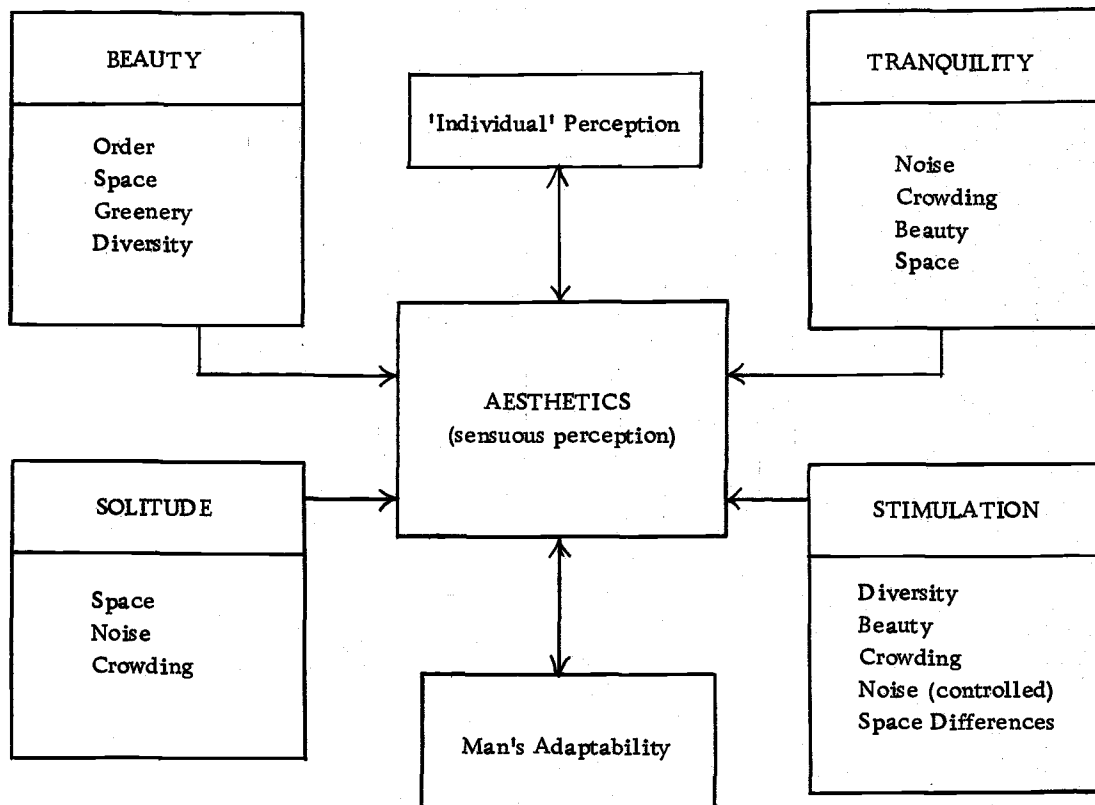 BEAUTY
Order
Space
Greenery
Diversity
'Individual' Perception
TRANQUILITY
Noise
Crowding
Beauty
Space
AESTHETICS
(sensuous perception)
SOLITUDE
Space
Noise
Crowding
STIMULATION
Diversity
Beauty
Crowding
Noise (controlled)
Space Differences
Man's Adaptability